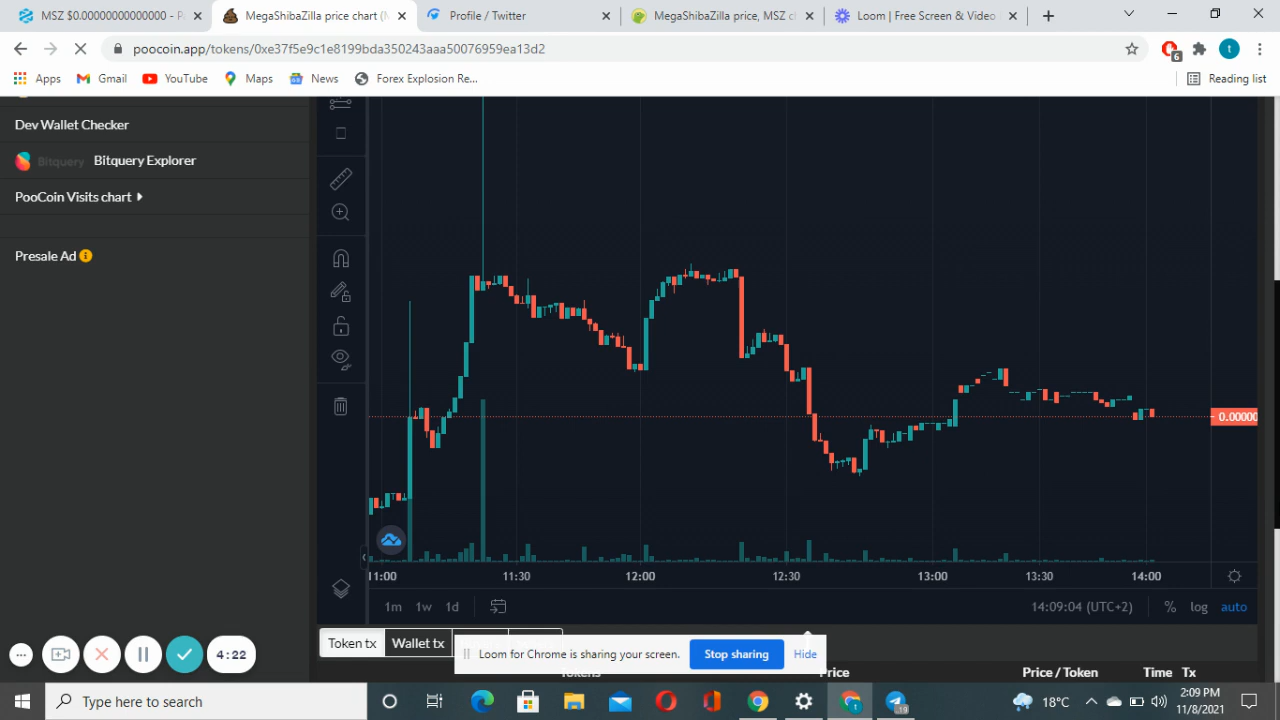 MSZ $0.00000000000000 - P
MegaShibaZilla price chart (M
Profile / Twitter
MegaShibaZilla price, MSZ c
Loom | Free Screen & Video
poocoin.app/tokens/0xe37f5e9c1e8199bda350243aaa50076959ea13d2
6
t
Apps
Gmail
YouTube
Maps
News
Forex Explosion Re...
Reading list
Dev Wallet Checker
Bitquery
Bitquery Explorer
PooCoin Visits chart
Presale Ad
0.00000
11:00
11:30
12:00
12:30
13:00
13:30
14:00
1m
1w
1d
14:09:04 (UTC+2)
%
log
auto
Token tx
Wallet tx
4:22
Loom for Chrome is sharing your screen.
Stop sharing
Hide
Tokens
Price
Price / Token
Time
Tx
Type here to search
18°C
2:09 PM
11/8/2021